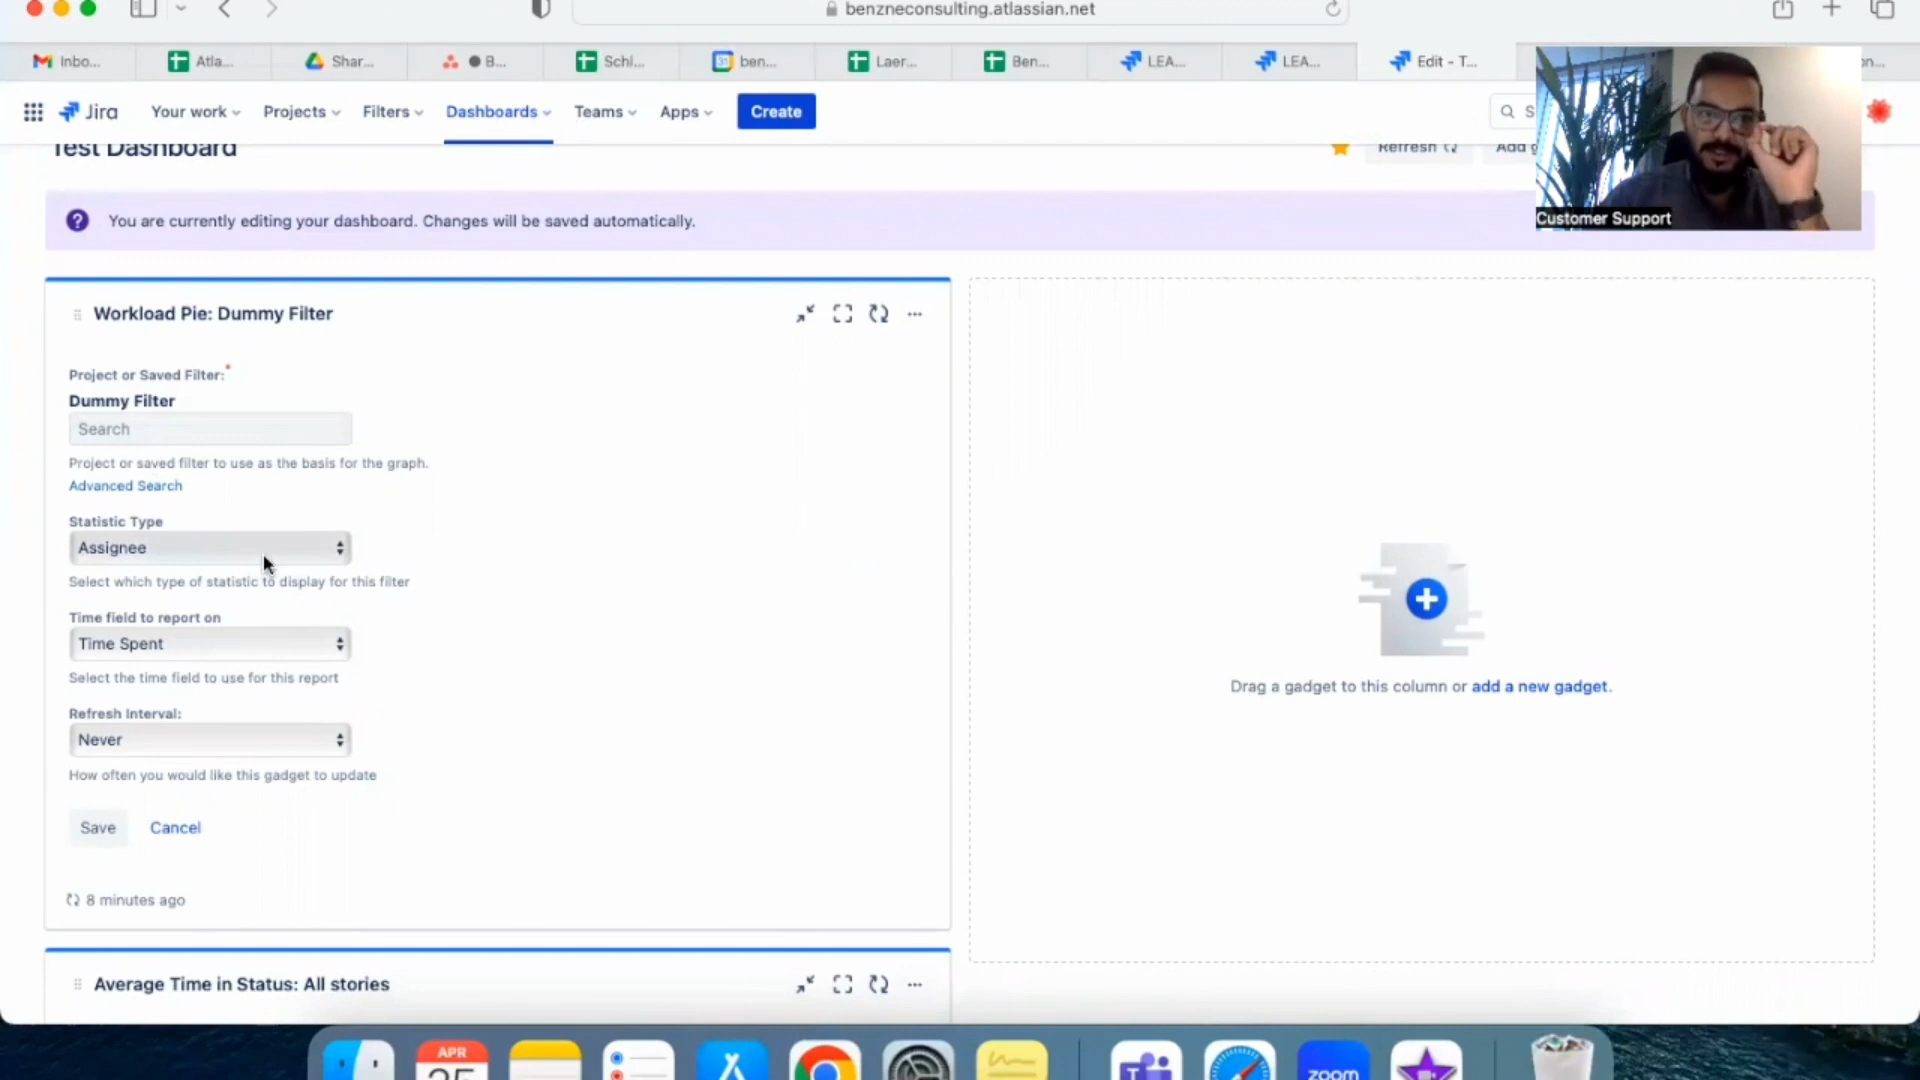 benzneconsulting.atlassian.net
Inbo...
Atla...
Shar...
B...
Schl...
31
ben...
Laer...
Ben...
LEA...
LEA...
Edit - T...
Jira
Your work
Projects
Filters
Dashboards
Teams
Apps
Create
S
Test Dashboard
Refresh
Add g
You are currently editing your dashboard. Changes will be saved automatically.
Customer Support
Workload Pie: Dummy Filter
Project or Saved Filter:*
Dummy Filter
Search
Project or saved filter to use as the basis for the graph.
Advanced Search
Statistic Type
Assignee
Select which type of statistic to display for this filter
Time field to report on
Time Spent
Select the time field to use for this report
Refresh Interval:
Never
How often you would like this gadget to update
Save Cancel
8 minutes ago
Drag a gadget to this column or add a new gadget.
Average Time in Status: All stories
APR
25
zoom